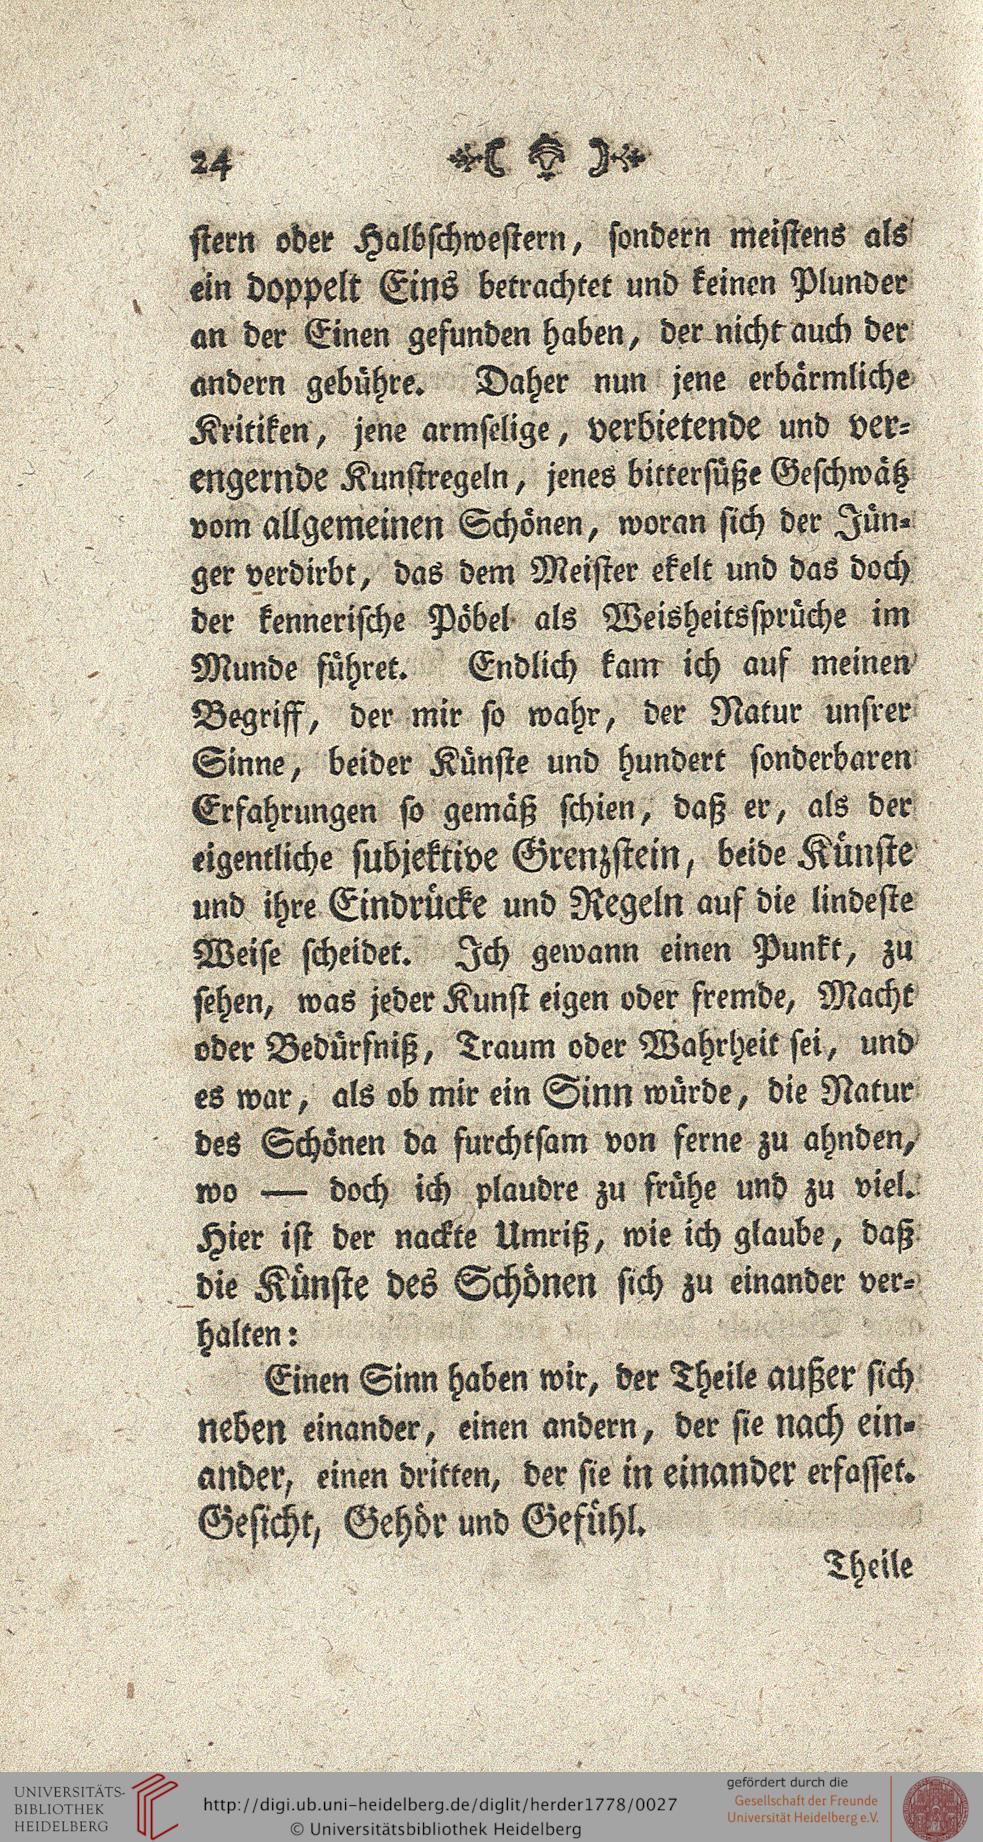 24
ſtern oder Halbſchweſtern, ſondern meiſtens als
ein doppelt Eins betrachtet und keinen Plunder
an der Einen gefunden haben, der nicht auch der
andern gebühre. Daher nun jene erbärmliche
Kritiken, jene armſelige, verbietende und ver⸗
engernde Kunſtregeln, jenes bitterſüße Geſchwätz
vom allgemeinen Schönen, woran ſich der Jün⸗
ger verdirbt, das dem Meiſter ekelt und das doch
der kenneriſche Pöbel als Weisheitsſprüche im
Munde führet. Endlich kam ich auf meinen
Begriff, der mir ſo wahr, der Natur unſrer
Sinne, beider Künſte und hundert ſonderbaren
Erfahrungen ſo gemäß ſchien, daß er, als der
eigentliche ſubjektive Grenzſtein, beide Künſte
und ihre Eindrücke und Regeln auf die lindeſte
Weiſe ſcheidet. Ich gewann einen Punkt, zu
ſehen, was jeder Kunſt eigen oder fremde, Macht
oder Bedürfniß, Traum oder Wahrheit ſei, und
es war, als ob mir ein Sinn würde, die Natur
des Schönen da furchtſam von ferne zu ahnden,
wo — doch ich plaudre zu frühe und zu viel.
Hier iſt der nackte Umriß, wie ich glaube, daß
die Künſte des Schönen ſich zu einander ver⸗
halten:
Einen Sinn haben wir, der Theile außer ſich
neben einander, einen andern, der ſie nach ein⸗
ander, einen dritten, der ſie in einander erfaſſet.
Geſicht, Gehör und Gefühl.
Theile
UNIVERSITÄTS-
BIBLIOTHEK
HEIDELBERG
http://digi.ub.uni-heidelberg.de/diglit/herder1778/0027
© Universitätsbibliothek Heidelberg
gefördert durch die
Gesellschaft der Freunde
Universität Heidelberg e.V.